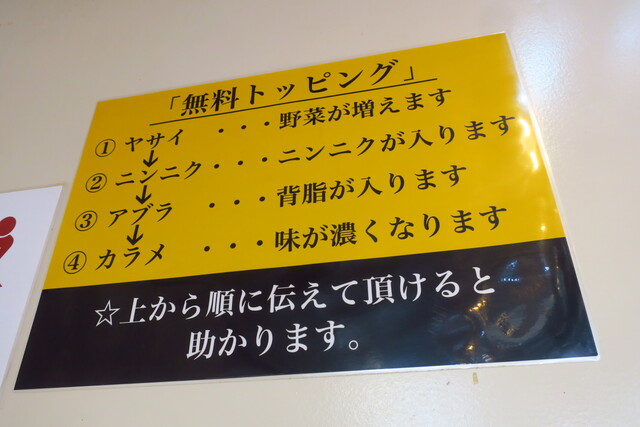 「無料トッピング」
① ヤサイ ・・・野菜が増えます
↓
② ニンニク・・・ニンニクが入ります
↓
③ アブラ ・・・背脂が入ります
↓
④ カラメ ・・・味が濃くなります
☆上から順に伝えて頂けると
助かります。